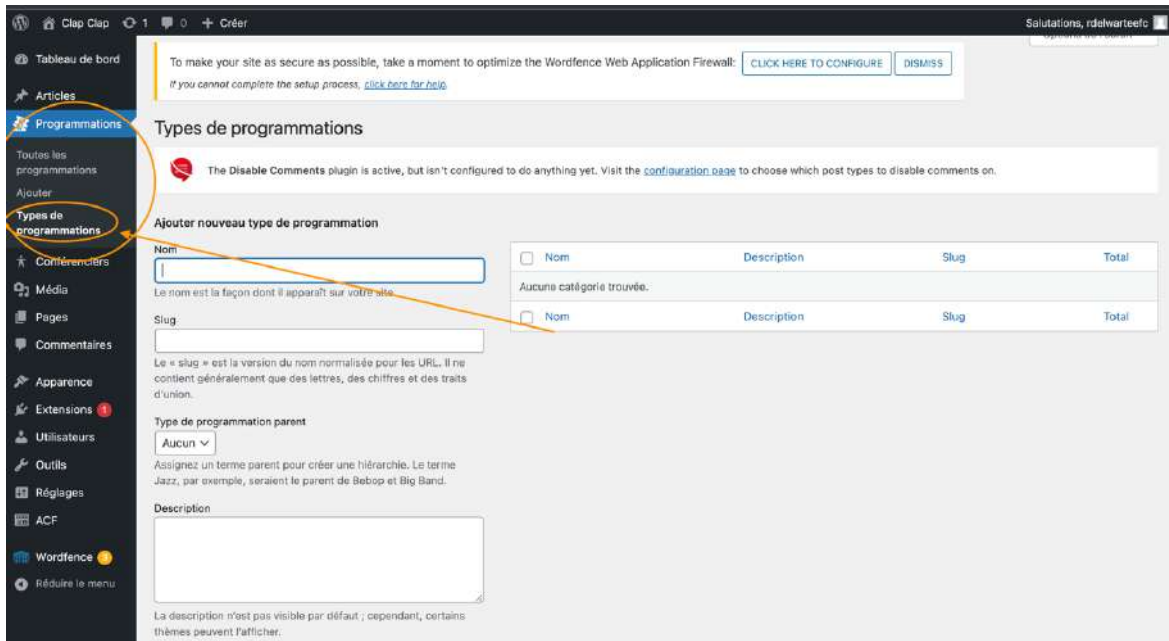 Clap Clap 1 0 + Créer
Salutations, rdelwarteefc
Options de l'écran
Tableau de bord
Articles
Programmations
Toutes les
programmations
Ajouter
Types de
programmations
Conférenciers
Média
Pages
Commentaires
Apparence
Extensions 1
Utilisateurs
Outils
Réglages
ACF
Wordfence 3
Réduire le menu
To make your site as secure as possible, take a moment to optimize the Wordfence Web Application Firewall: CLICK HERE TO CONFIGURE DISMISS
If you cannot complete the setup process, click here for help.
Types de programmations
The Disable Comments plugin is active, but isn't configured to do anything yet. Visit the configuration page to choose which post types to disable comments on.
Ajouter nouveau type de programmation
Nom
Le nom est la façon dont il apparaît sur votre site.
Slug
Le « slug » est la version du nom normalisée pour les URL. Il ne
contient généralement que des lettres, des chiffres et des traits
d'union.
Type de programmation parent
Aucun
Assignez un terme parent pour créer une hiérarchie. Le terme
Jazz, par exemple, seraient le parent de Bebop et Big Band.
Description
La description n'est pas visible par défaut ; cependant, certains
thèmes peuvent l'afficher.
Nom Description Slug Total
Aucune catégorie trouvée.
Nom Description Slug Total